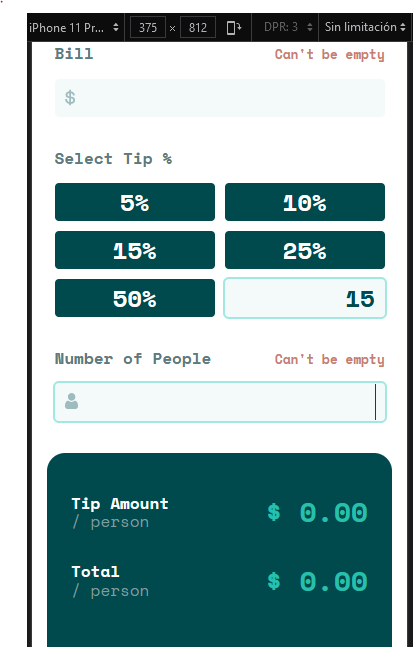 iPhone 11 Pr... 375 × 812 DPR: 3 Sin limitación
Bill Can't be empty
$
Select Tip %
5% 10%
15% 25%
50% 15
Number of People Can't be empty
Tip Amount
/ person
$ 0.00
Total
/ person
$ 0.00